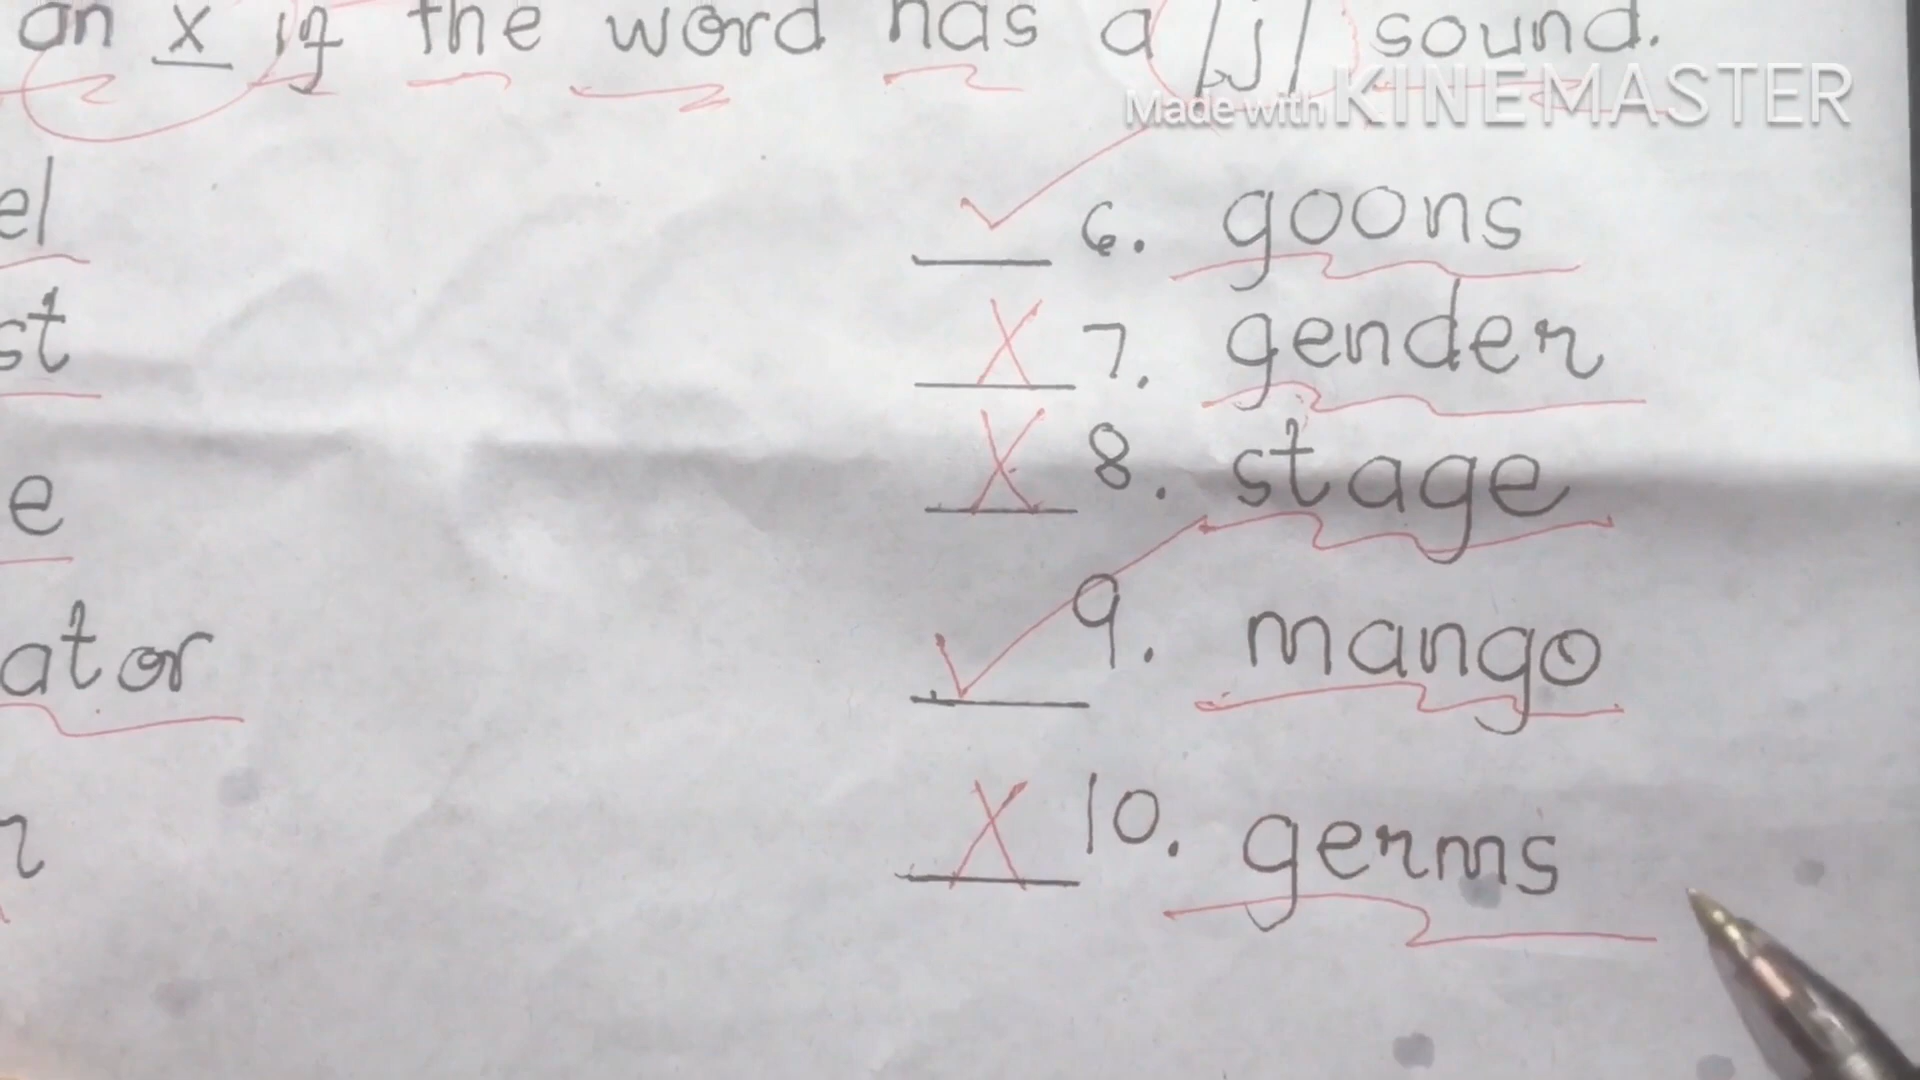 an x if the word has a /j/ sound.
Made with KINEMASTER
el
✓ 6. goons
st
X 7. gender
X 8. stage
e
✓ 9. mango
ator
X 10. germs
r